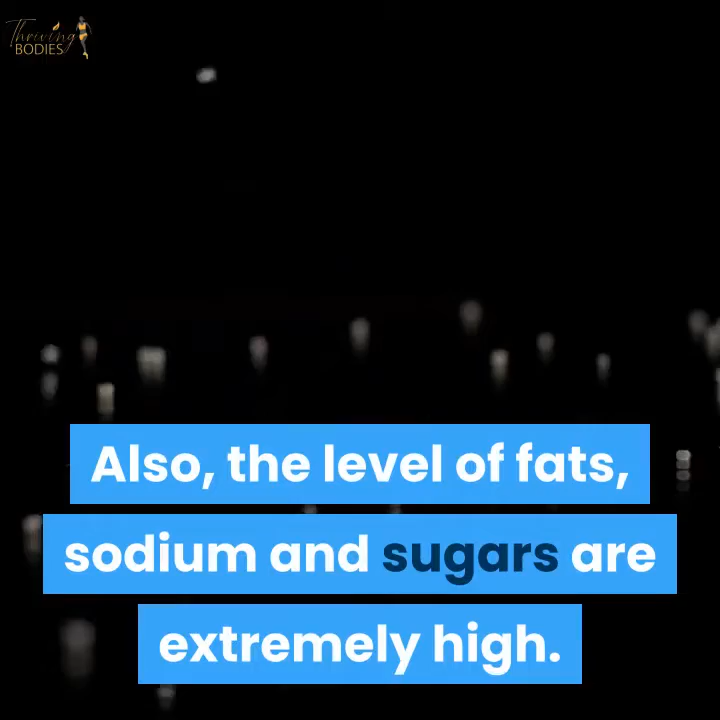 Thriving
BODIES
Also, the level of fats,
sodium and sugars are
extremely high.